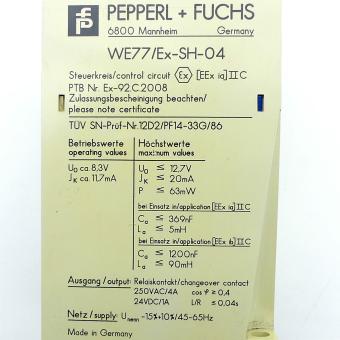 PEPPERL + FUCHS
6800 Mannheim Germany
WE77/Ex-SH-04
Steuerkreis/control circuit Ex [EEx ia] II C
PTB Nr. Ex-92.C.2008
Zulassungsbescheinigung beachten/
please note certificate
TÜV SN-Prüf-Nr.12D2/PF14-33G/86
Betriebswerte Höchstwerte
operating values maximum values
U₀ ca. 8,3V U₀ ≤ 12,7V
Jₖ ca. 11,7mA Jₖ ≤ 20mA
P ≤ 63mW
bei Einsatz in/application [EEx ia] II C
Cₐ ≤ 369nF
Lₐ ≤ 5mH
bei Einsatz in/application [EEx ib] II C
Cₐ ≤ 1200nF
Lₐ ≤ 90mH
Ausgang / output: Relaiskontakt/changeover contact
250VAC/4A cos φ ≥ 0,4
24VDC/1A L/R ≤ 0,04s
Netz / supply: Uₙₑₙₙ -15%+10%/45-65Hz
Made in Germany